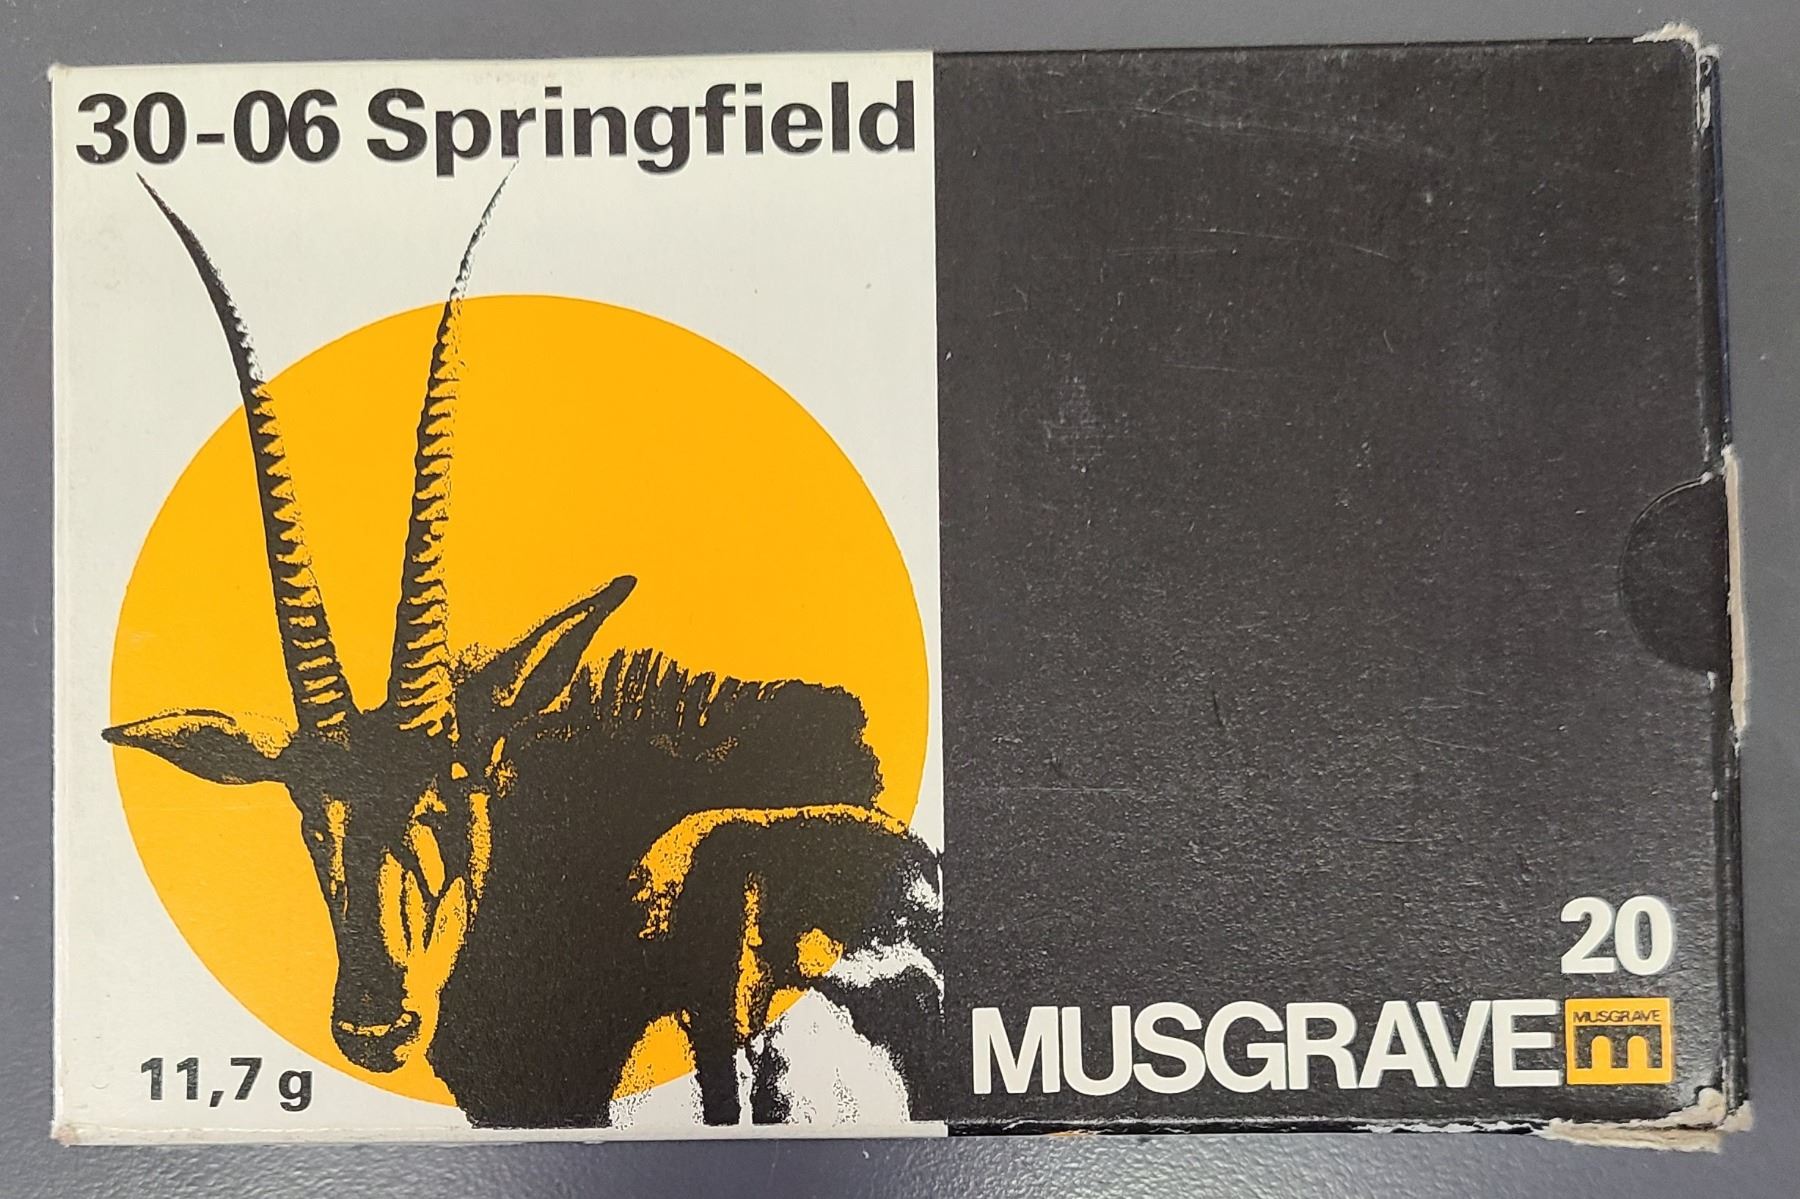 30-06 Springfield
11,7 g
20
MUSGRAVE
MUSGRAVE